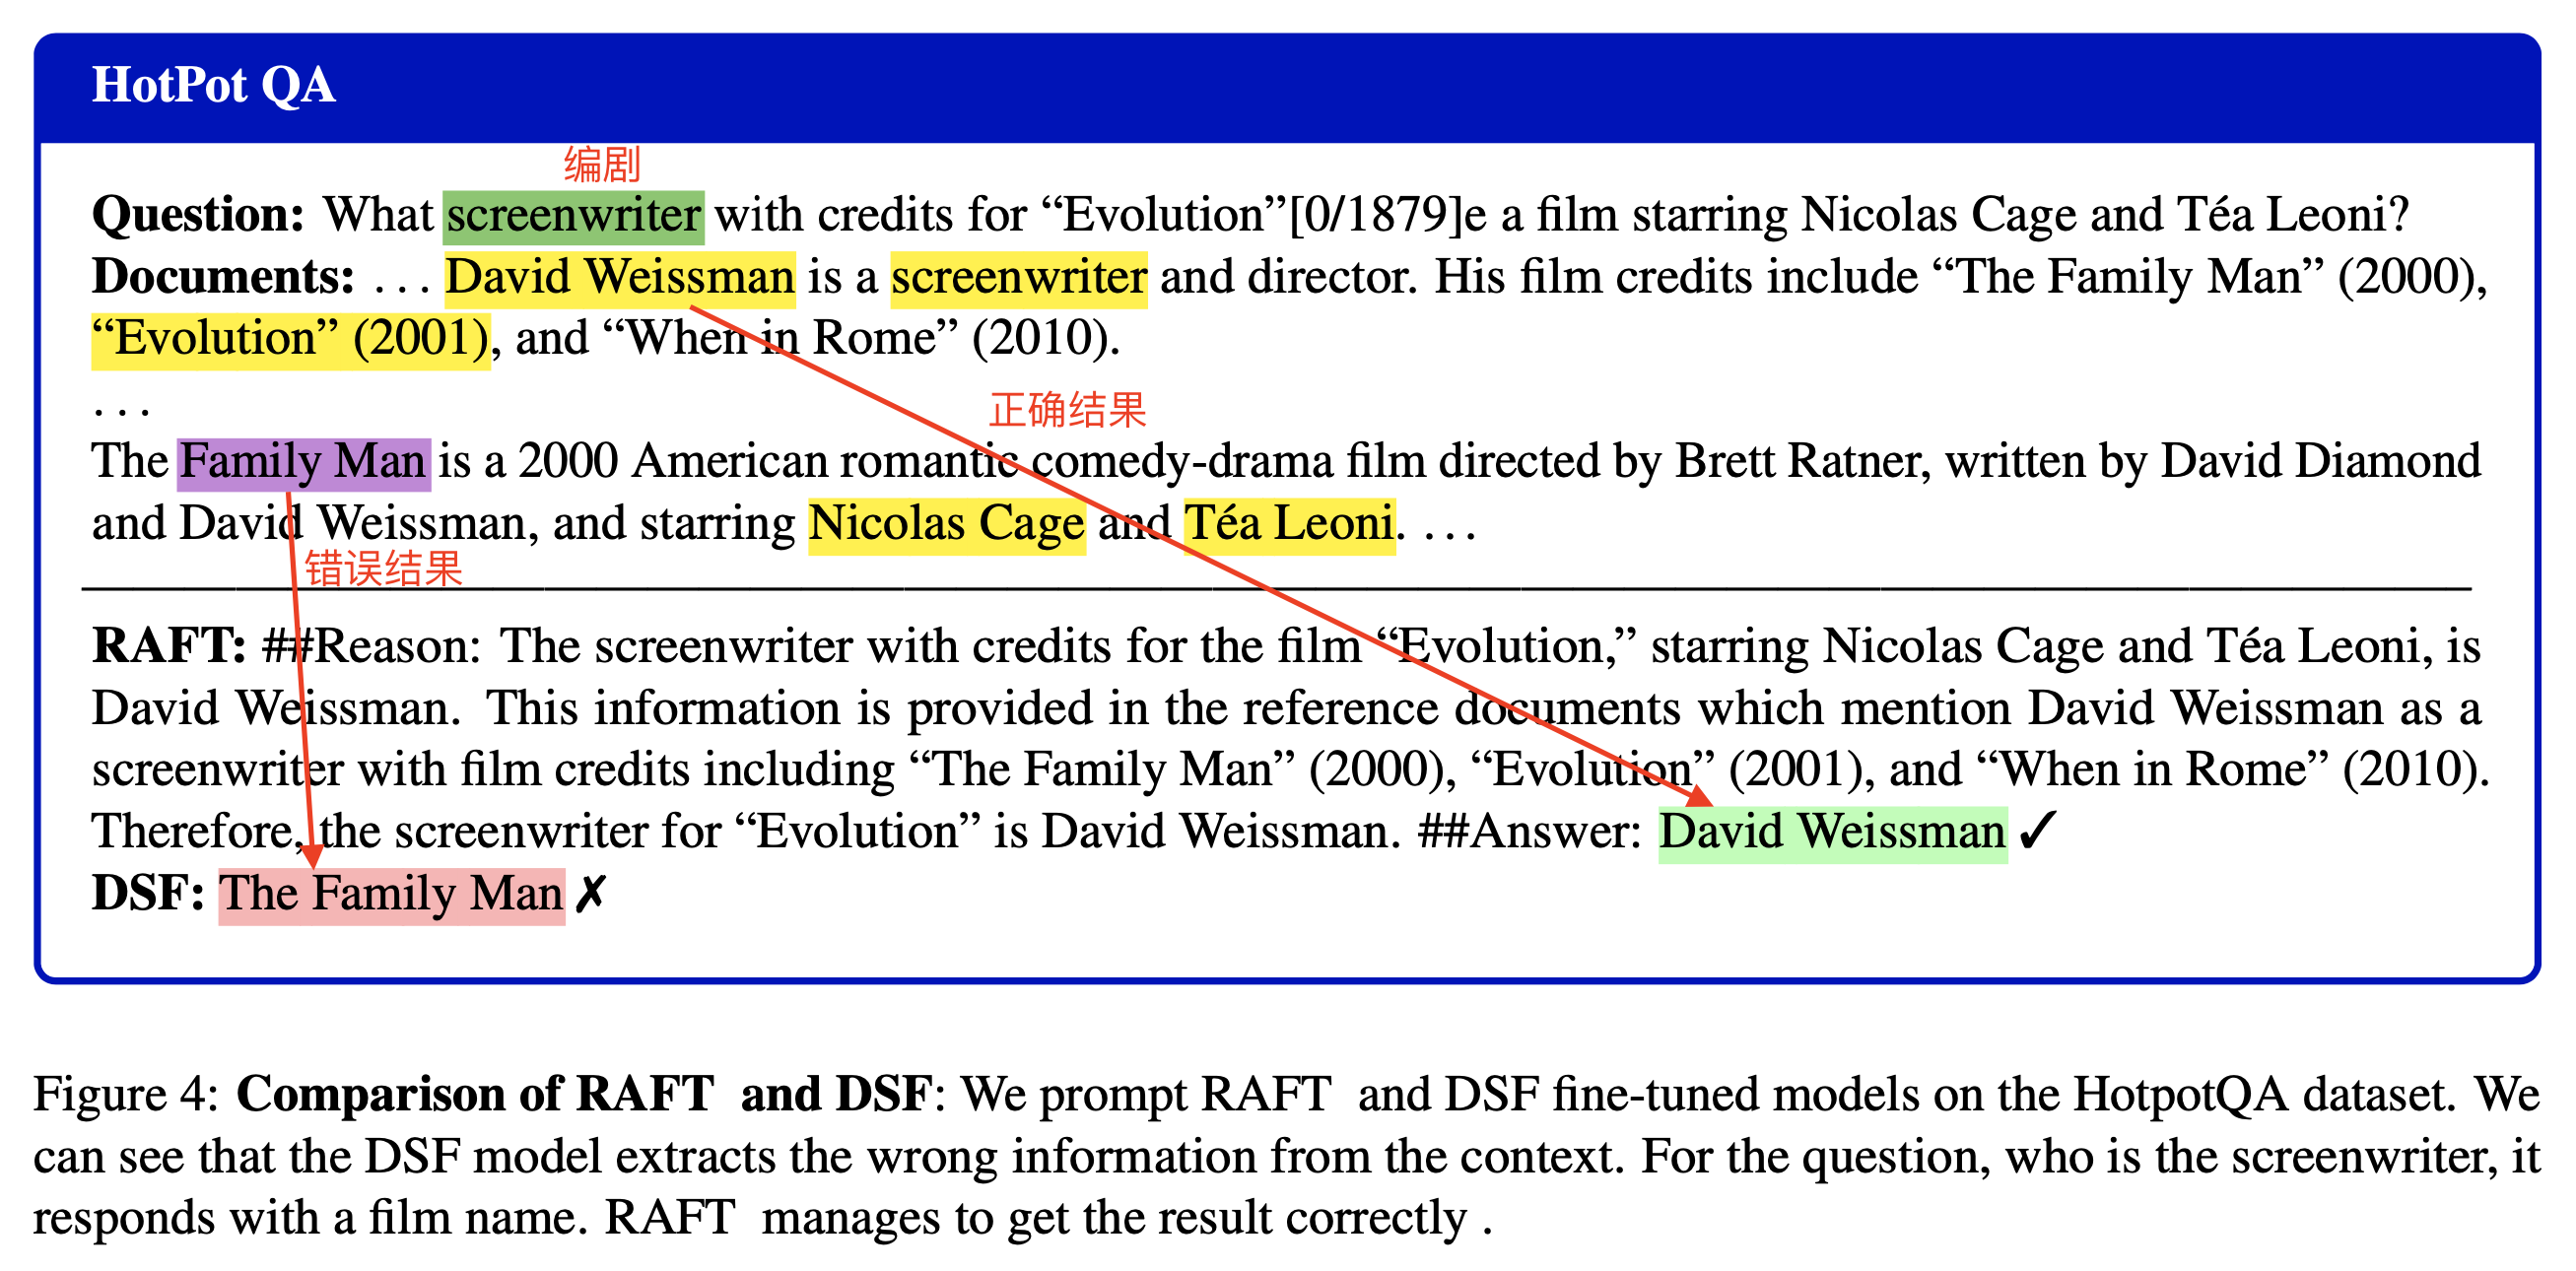 HotPot QA
编剧
Question: What screenwriter with credits for “Evolution”[0/1879]e a film starring Nicolas Cage and Téa Leoni?
Documents: ... David Weissman is a screenwriter and director. His film credits include “The Family Man” (2000),
“Evolution” (2001), and “When in Rome” (2010).
...
正确结果
The Family Man is a 2000 American romantic comedy-drama film directed by Brett Ratner, written by David Diamond
and David Weissman, and starring Nicolas Cage and Téa Leoni. ...
错误结果
RAFT: ##Reason: The screenwriter with credits for the film “Evolution,” starring Nicolas Cage and Téa Leoni, is
David Weissman. This information is provided in the reference documents which mention David Weissman as a
screenwriter with film credits including “The Family Man” (2000), “Evolution” (2001), and “When in Rome” (2010).
Therefore, the screenwriter for “Evolution” is David Weissman. ##Answer: David Weissman ✓
DSF: The Family Man ✗
Figure 4: Comparison of RAFT and DSF: We prompt RAFT and DSF fine-tuned models on the HotpotQA dataset. We
can see that the DSF model extracts the wrong information from the context. For the question, who is the screenwriter, it
responds with a film name. RAFT manages to get the result correctly .